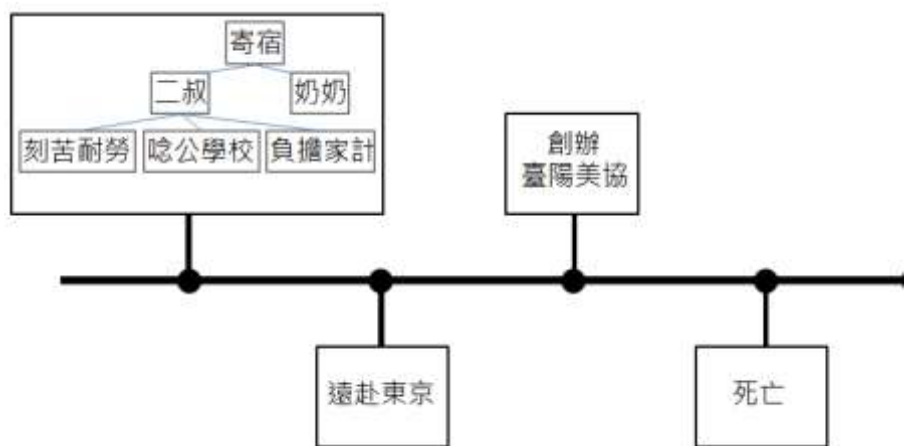 寄宿
二叔
奶奶
刻苦耐勞
唸公學校
負擔家計
創辦
臺陽美協
遠赴東京
死亡